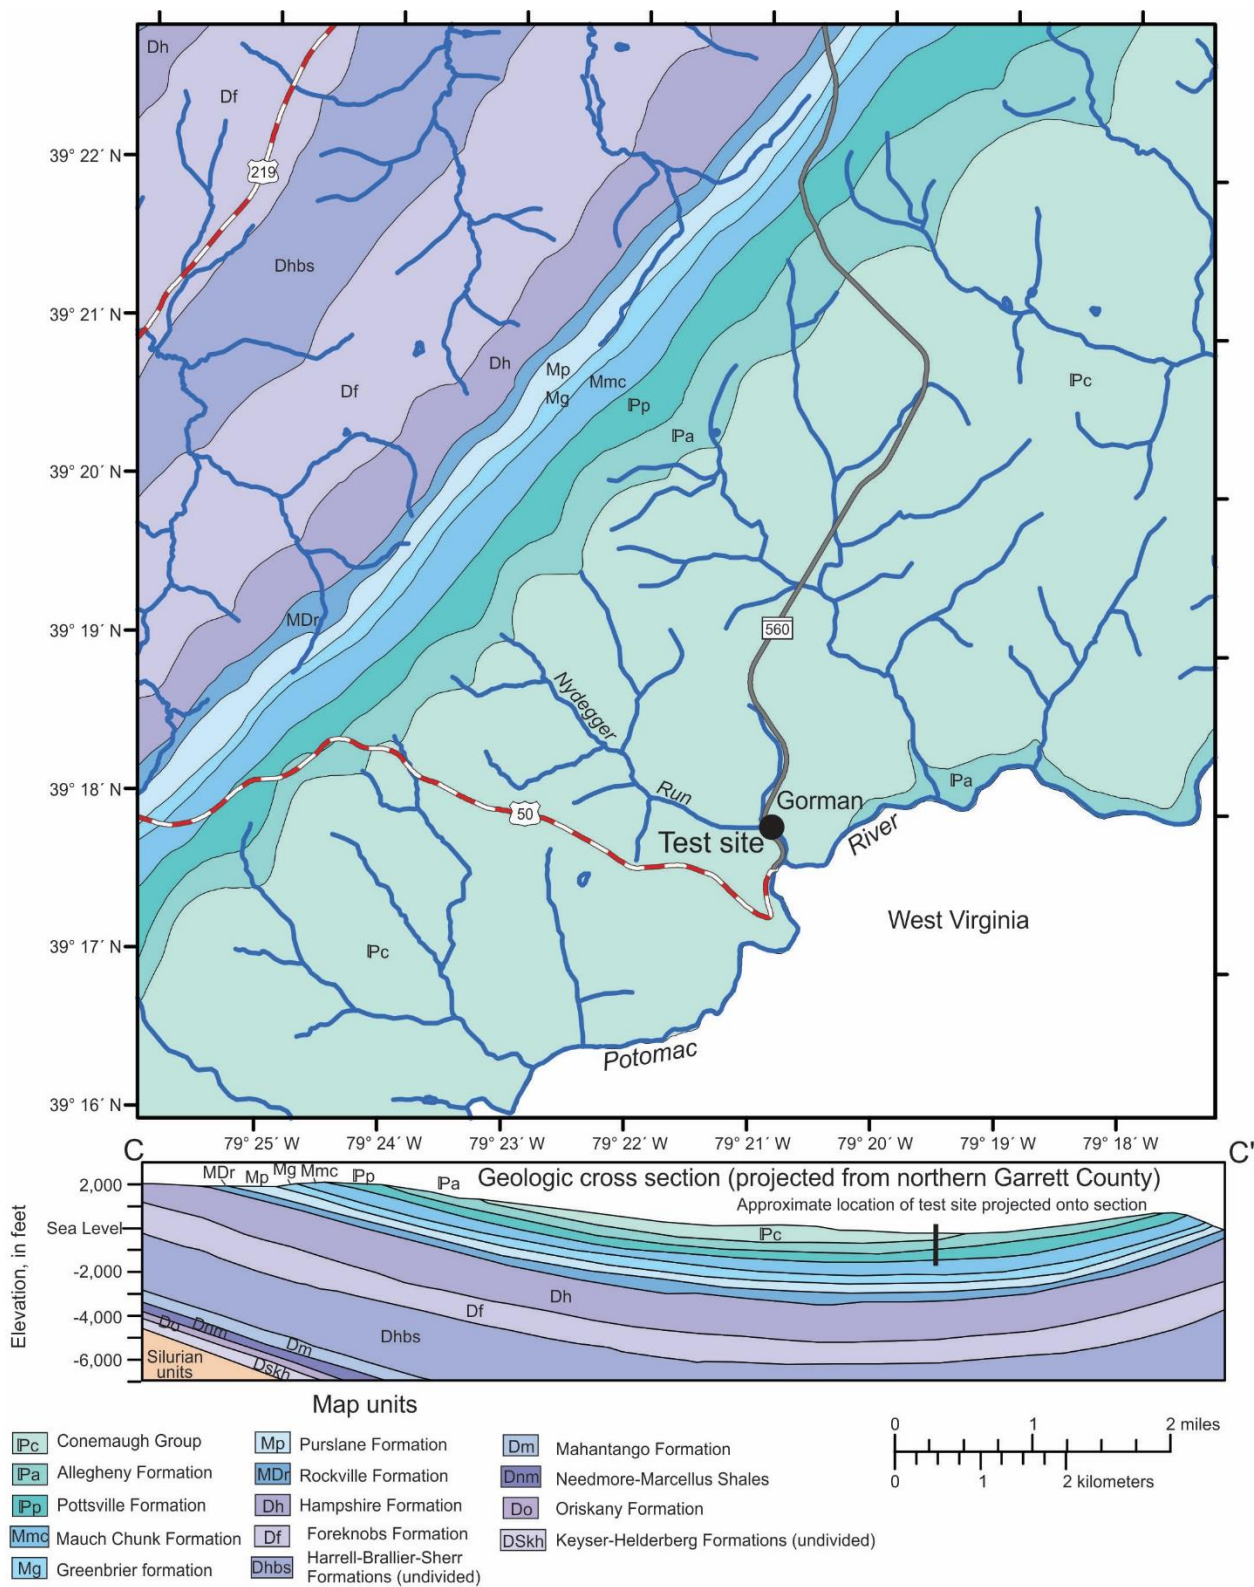 Dh
Df
39° 22′ N
219
Dhbs
39° 21′ N
Dh
Mp
Mmc
Mg
Df
ℙp
ℙc
ℙa
39° 20′ N
MDr
39° 19′ N
560
Nydegger
Run
39° 18′ N
ℙa
50
Gorman
Test site
River
West Virginia
39° 17′ N
ℙc
Potomac
39° 16′ N
79° 25′ W
79° 24′ W
79° 23′ W
79° 22′ W
79° 21′ W
79° 20′ W
79° 19′ W
79° 18′ W
C
C'
MDr
Mp
Mg
Mmc
ℙp
ℙa
Geologic cross section (projected from northern Garrett County)
Approximate location of test site projected onto section
ℙc
Elevation, in feet
2,000
Sea Level
-2,000
-4,000
-6,000
Dh
Df
Dhbs
Do
Dnm
Dm
Silurian
units
Dskh
Map units
ℙc Conemaugh Group
ℙa Allegheny Formation
ℙp Pottsville Formation
Mmc Mauch Chunk Formation
Mg Greenbrier formation
Mp Purslane Formation
MDr Rockville Formation
Dh Hampshire Formation
Df Foreknobs Formation
Dhbs Harrell-Brallier-Sherr
Formations (undivided)
Dm Mahantango Formation
Dnm Needmore-Marcellus Shales
Do Oriskany Formation
DSkh Keyser-Helderberg Formations (undivided)
0 1 2 miles
0 1 2 kilometers